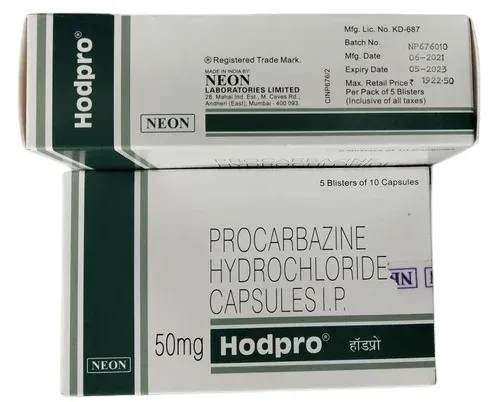 Hodpro®
NEON
® Registered Trade Mark.
MADE IN INDIA BY:
NEON
LABORATORIES LIMITED
28, Mahal Ind. Est., M. Caves Rd.,
Andheri (East), Mumbai - 400 093.
CINP676/2
Mfg. Lic. No. KD-687
Batch No. NP676010
Mfg. Date 06-2021
Expiry Date 05-2023
Max. Retail Price ₹ 1922.50
Per Pack of 5 Blisters
(Inclusive of all taxes)
5 Blisters of 10 Capsules
PROCARBAZINE
HYDROCHLORIDE
CAPSULES I.P.
50mg Hodpro® हॉडप्रो
NEON